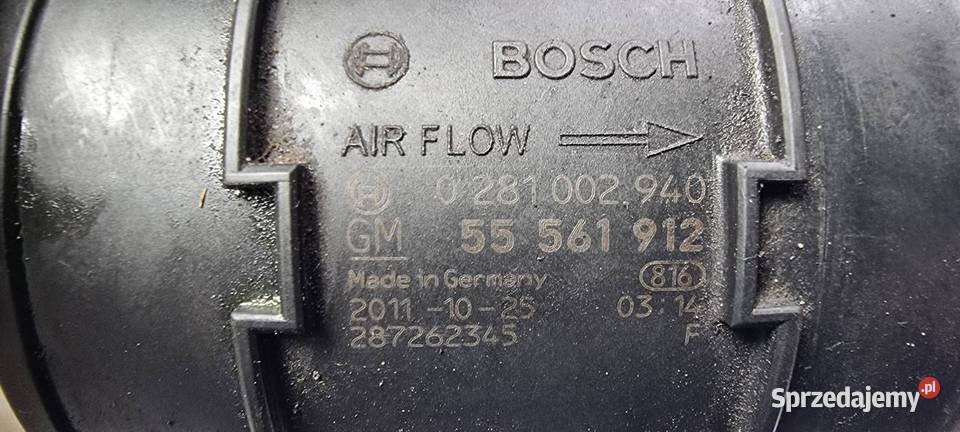 BOSCH
AIR FLOW
0 281 002 940
GM 55 561 912
Made in Germany 816
2011-10-25 03:14
287262345 F
Sprzedajemy.pl